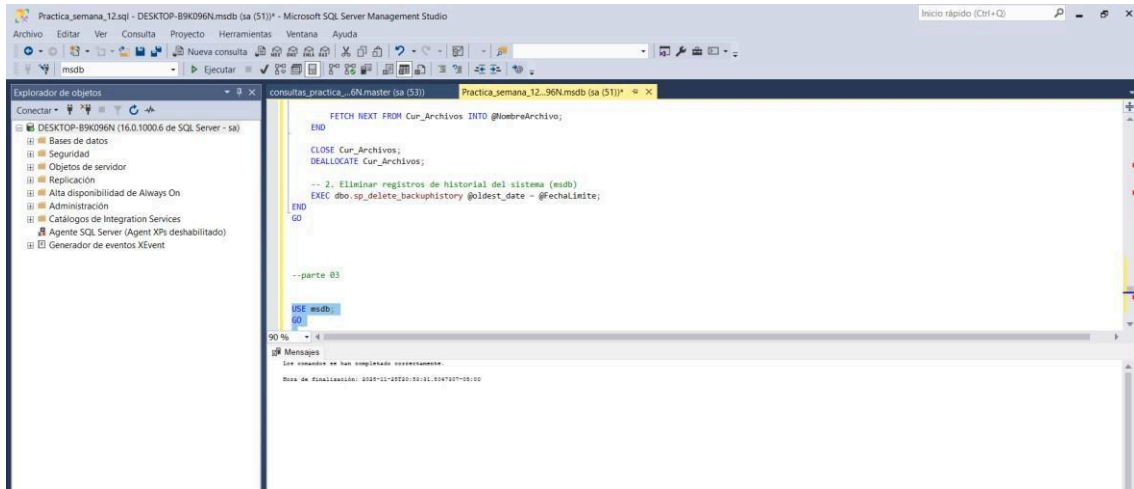 Practica_semana_12.sql - DESKTOP-B9K096N.msdb (sa (51))* - Microsoft SQL Server Management Studio
Inicio rápido (Ctrl+Q)
Archivo Editar Ver Consulta Proyecto Herramientas Ventana Ayuda
Nueva consulta
msdb
Ejecutar
Explorador de objetos
consultas_practica_...6N.master (sa (53))
Practica_semana_12...96N.msdb (sa (51))*
Conectar
DESKTOP-B9K096N (16.0.1000.6 de SQL Server - sa)
Bases de datos
Seguridad
Objetos de servidor
Replicación
Alta disponibilidad de Always On
Administración
Catálogos de Integration Services
Agente SQL Server (Agent XPs deshabilitado)
Generador de eventos XEvent
FETCH NEXT FROM Cur_Archivos INTO @NombreArchivo;
END
CLOSE Cur_Archivos;
DEALLOCATE Cur_Archivos;
-- 2. Eliminar registros de historial del sistema (msdb)
EXEC dbo.sp_delete_backuphistory @oldest_date = @FechaLimite;
END
GO
--parte 03
USE msdb;
GO
90 %
Mensajes
Los comandos se han completado correctamente.
Hora de finalización: